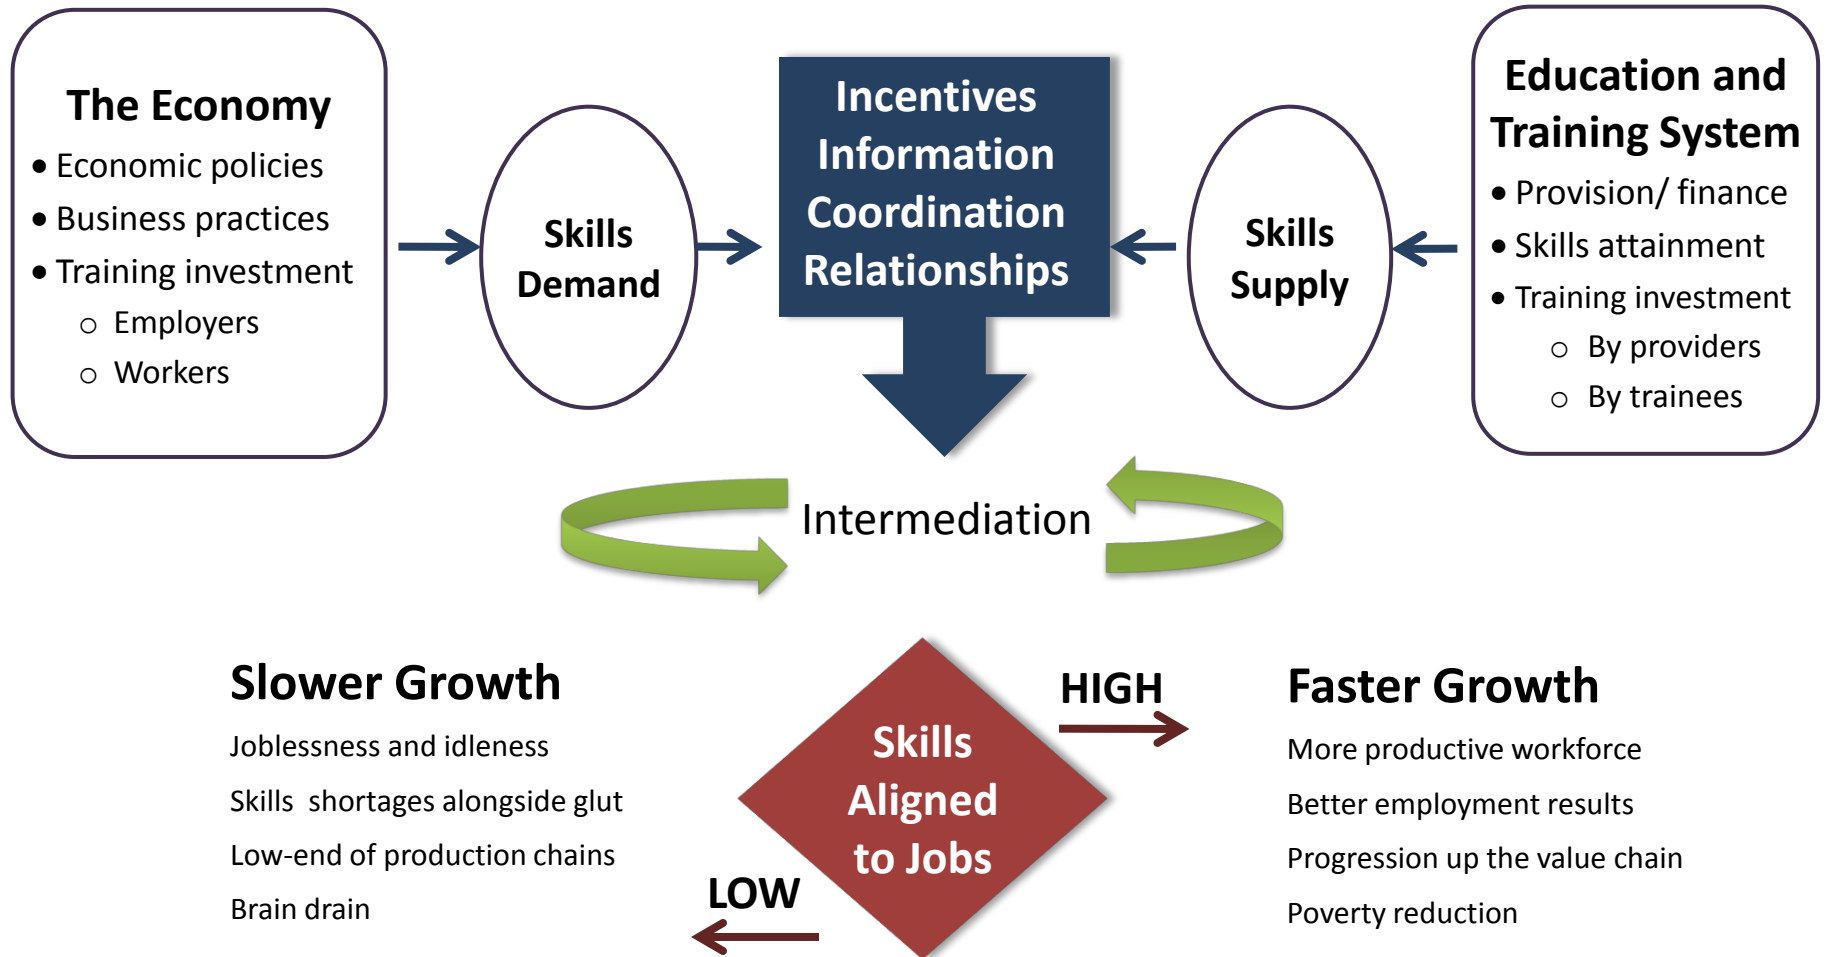 The Economy
• Economic policies
• Business practices
• Training investment
o Employers
o Workers
Skills
Demand
Incentives
Information
Coordination
Relationships
Skills
Supply
Education and
Training System
• Provision/ finance
• Skills attainment
• Training investment
o By providers
o By trainees
Intermediation
Slower Growth
Joblessness and idleness
Skills  shortages alongside glut
Low-end of production chains
Brain drain
LOW
Skills
Aligned
to Jobs
HIGH
Faster Growth
More productive workforce
Better employment results
Progression up the value chain
Poverty reduction